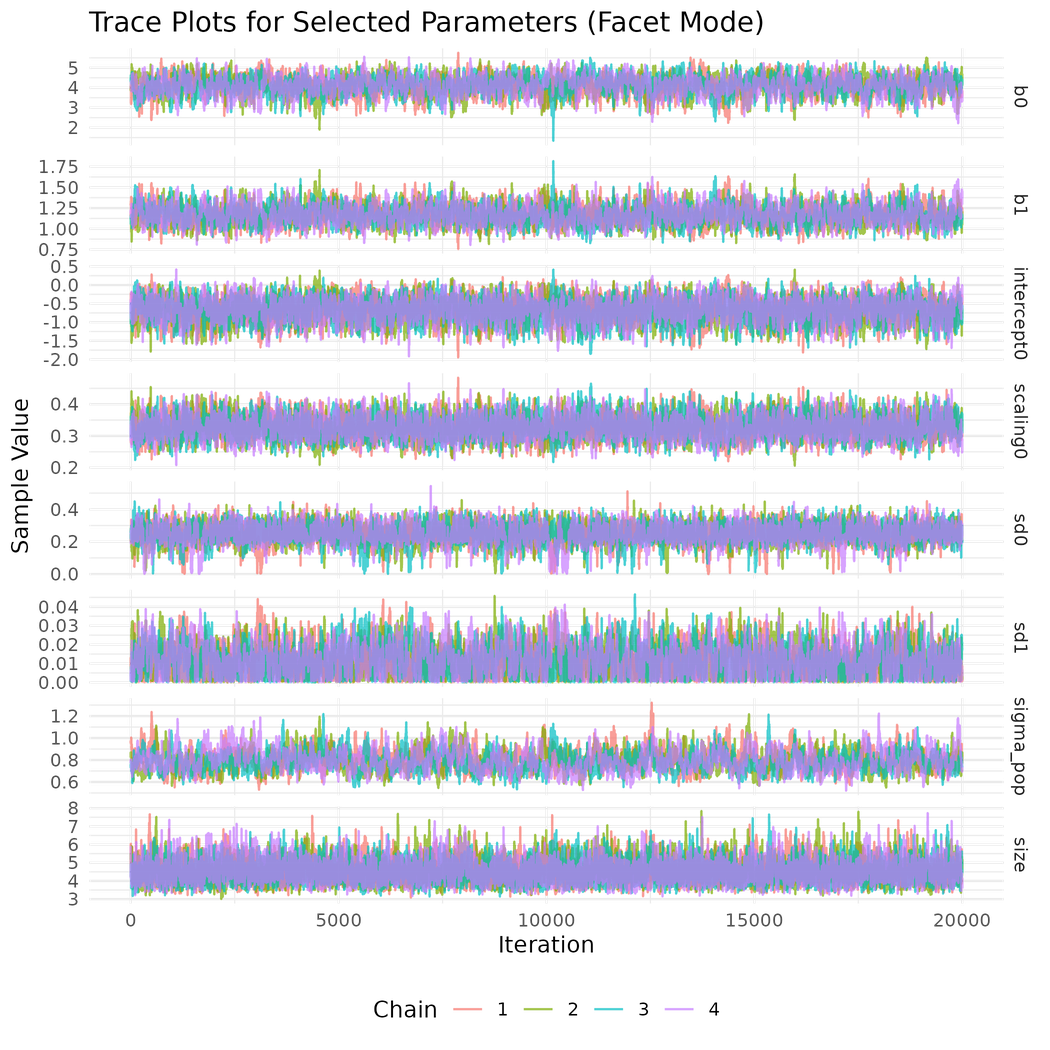 Trace Plots for Selected Parameters (Facet Mode)
5
4
3
2
b0
1.75
1.50
1.25
1.00
0.75
b1
0.5
0.0
-0.5
-1.0
-1.5
-2.0
intercept0
0.4
0.3
0.2
scaling0
0.4
0.2
0.0
sd0
0.04
0.03
0.02
0.01
0.00
sd1
1.2
1.0
0.8
0.6
sigma_pop
8
7
6
5
4
3
size
Sample Value
0 5000 10000 15000 20000
Iteration
Chain 1 2 3 4